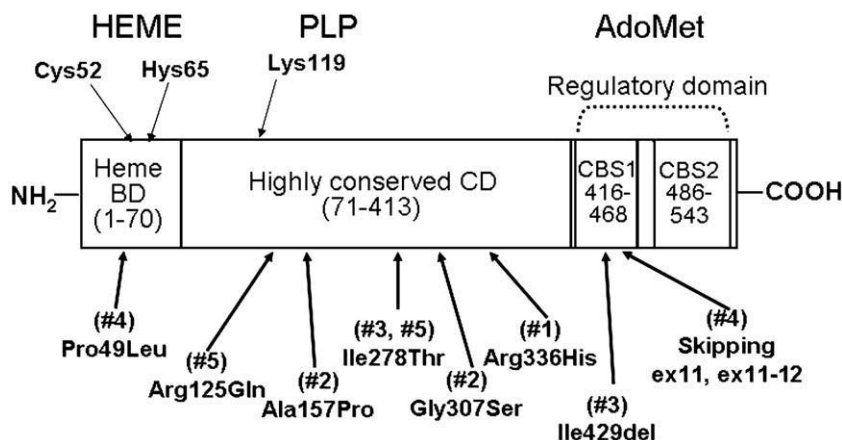 HEME PLP AdoMet
Cys52 Hys65 Lys119
Regulatory domain
NH2 COOH
Heme
BD
(1-70)
Highly conserved CD
(71-413)
CBS1
416-
468
CBS2
486-
543
(#4)
Pro49Leu
(#5)
Arg125Gln
(#2)
Ala157Pro
(#3, #5)
Ile278Thr
(#2)
Gly307Ser
(#1)
Arg336His
(#3)
Ile429del
(#4)
Skipping
ex11, ex11-12